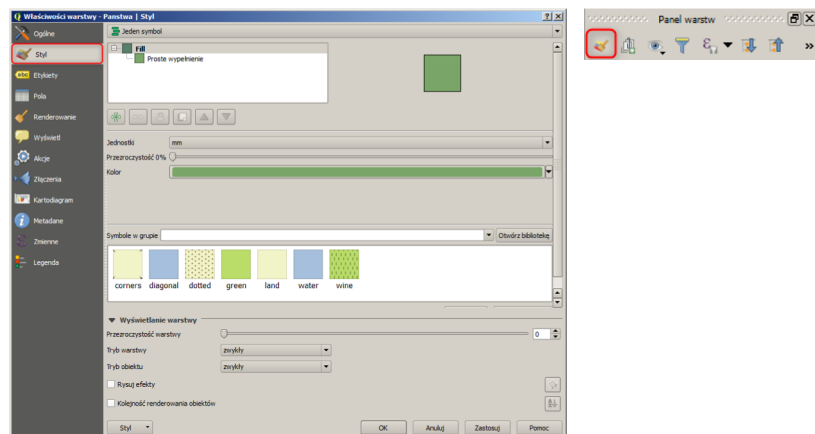 Właściwości warstwy - Panstwa | Styl
Ogólne
Styl
Etykiety
Pola
Renderowanie
Wyświetl
Akcje
Złączenia
Kartodiagram
Metadane
Zmienne
Legenda
Jeden symbol
Fill
Proste wypełnienie
Jednostki mm
Przezroczystość 0%
Kolor
Symbole w grupie Otwórz bibliotekę
corners diagonal dotted green land water wine
Wyświetlanie warstwy
Przezroczystość warstwy 0
Tryb warstwy zwykły
Tryb obiektu zwykły
Rysuj efekty
Kolejność renderowania obiektów
Styl OK Anuluj Zastosuj Pomoc
Panel warstw